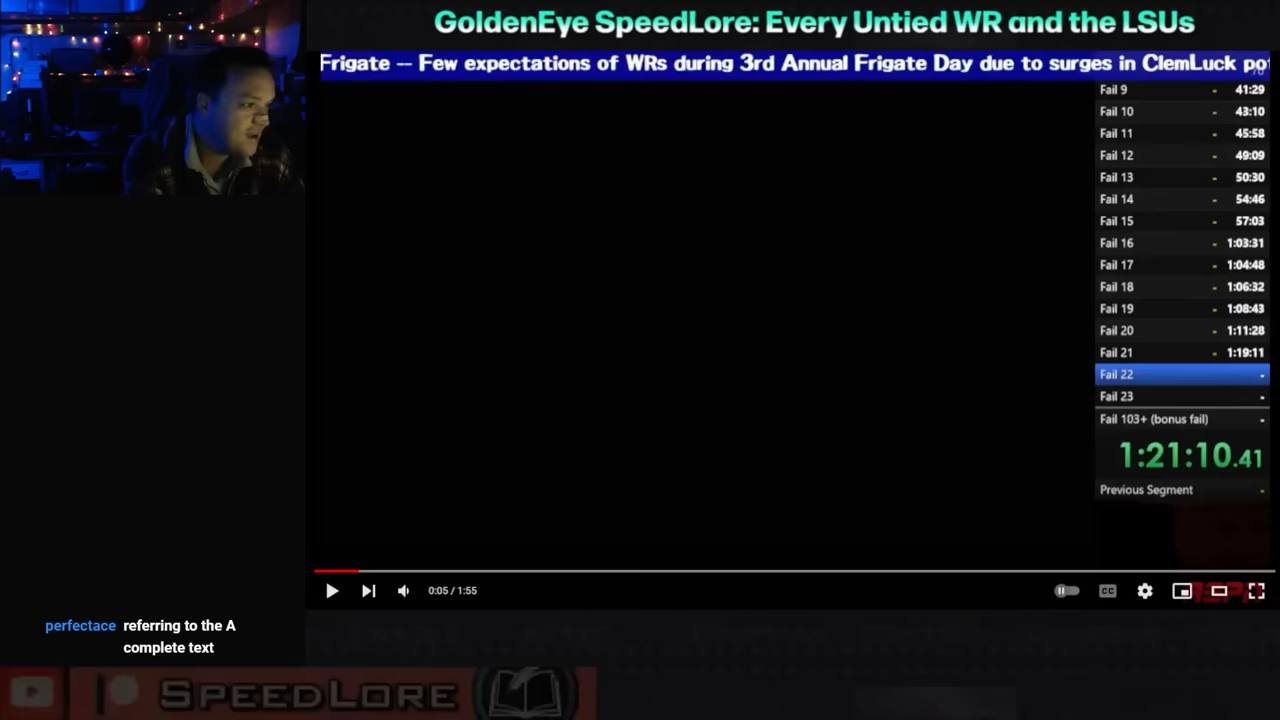 GoldenEye SpeedLore: Every Untied WR and the LSUs
Frigate -- Few expectations of WRs during 3rd Annual Frigate Day due to surges in ClemLuck
Fail 9 - 41:29
Fail 10 - 43:10
Fail 11 - 45:58
Fail 12 - 49:09
Fail 13 - 50:30
Fail 14 - 54:46
Fail 15 - 57:03
Fail 16 - 1:03:31
Fail 17 - 1:04:48
Fail 18 - 1:06:32
Fail 19 - 1:08:43
Fail 20 - 1:11:28
Fail 21 - 1:19:11
Fail 22 -
Fail 23 -
Fail 103+ (bonus fail) -
1:21:10.41
Previous Segment -
0:05 / 1:55
CC
perfectace referring to the A
complete text
SPEEDLORE